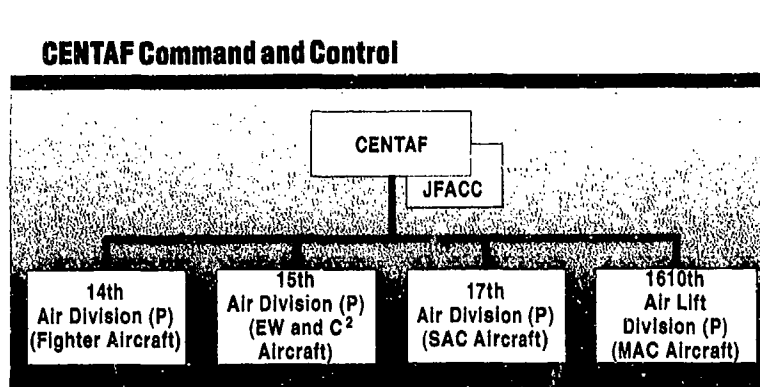 CENTAF Command and Control
CENTAF
JFACC
14th
Air Division (P)
(Fighter Aircraft)
15th
Air Division (P)
(EW and C²
Aircraft)
17th
Air Division (P)
(SAC Aircraft)
1610th
Air Lift
Division (P)
(MAC Aircraft)